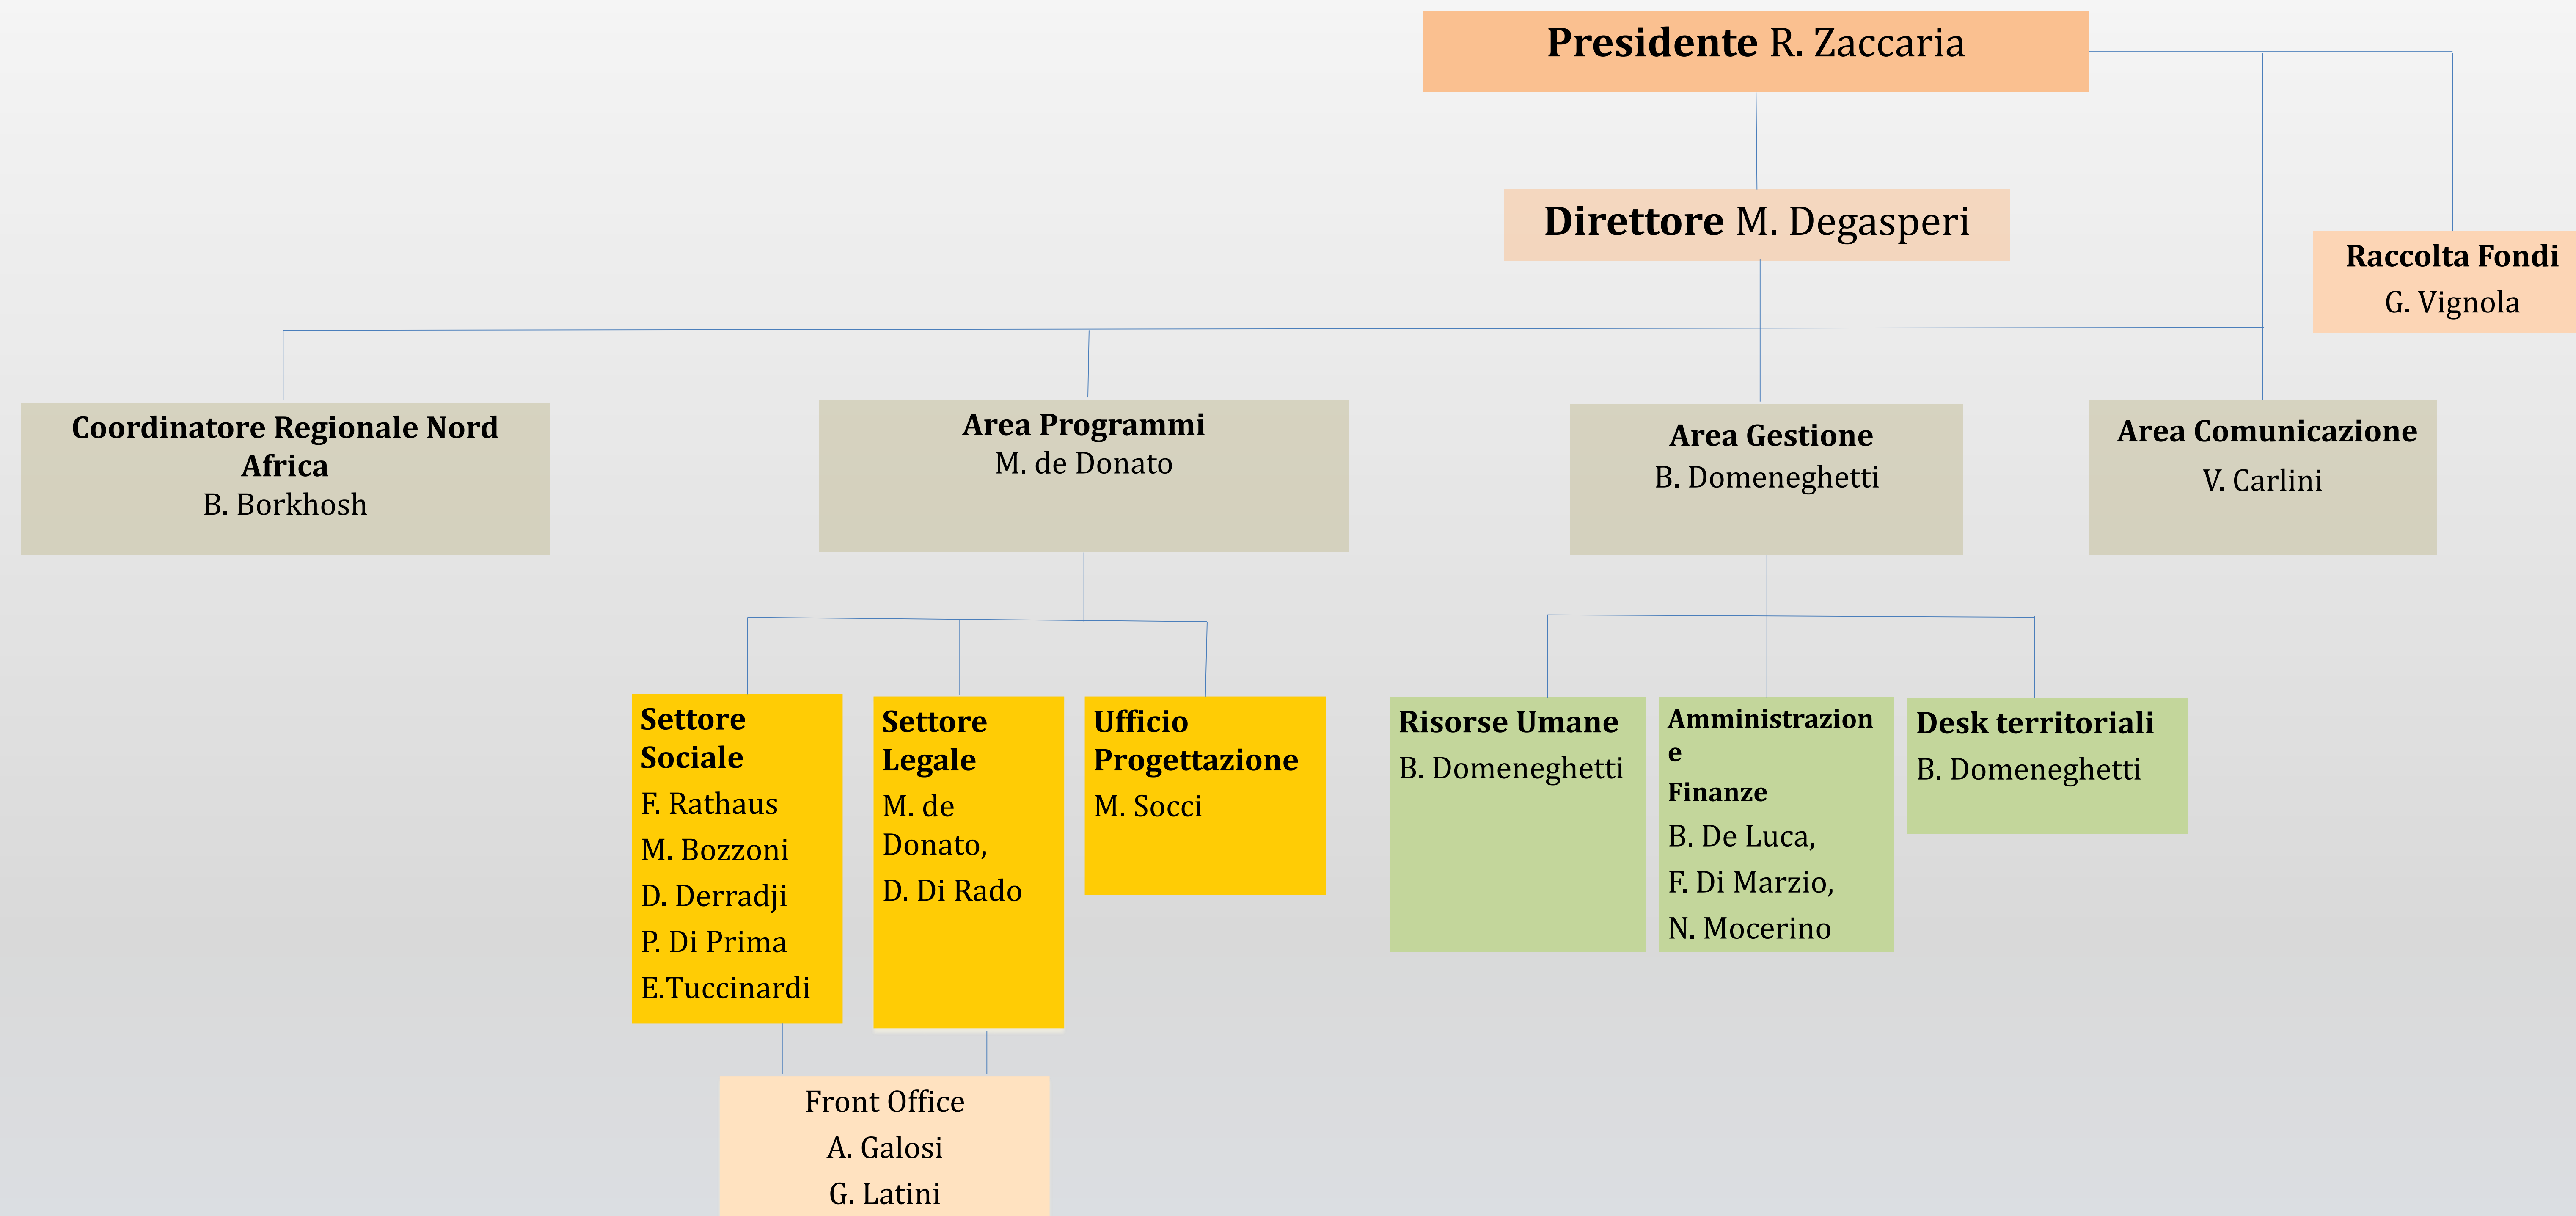 Presidente R. Zaccaria
Direttore M. Degasperi
Raccolta Fondi
G. Vignola
Coordinatore Regionale Nord
Africa
B. Borkhosh
Area Programmi
M. de Donato
Area Gestione
B. Domeneghetti
Area Comunicazione
V. Carlini
Settore
Sociale
F. Rathaus
M. Bozzoni
D. Derradji
P. Di Prima
E.Tuccinardi
Settore
Legale
M. de
Donato,
D. Di Rado
Ufficio
Progettazione
M. Socci
Risorse Umane
B. Domeneghetti
Amministrazion
e
Finanze
B. De Luca,
F. Di Marzio,
N. Mocerino
Desk territoriali
B. Domeneghetti
Front Office
A. Galosi
G. Latini